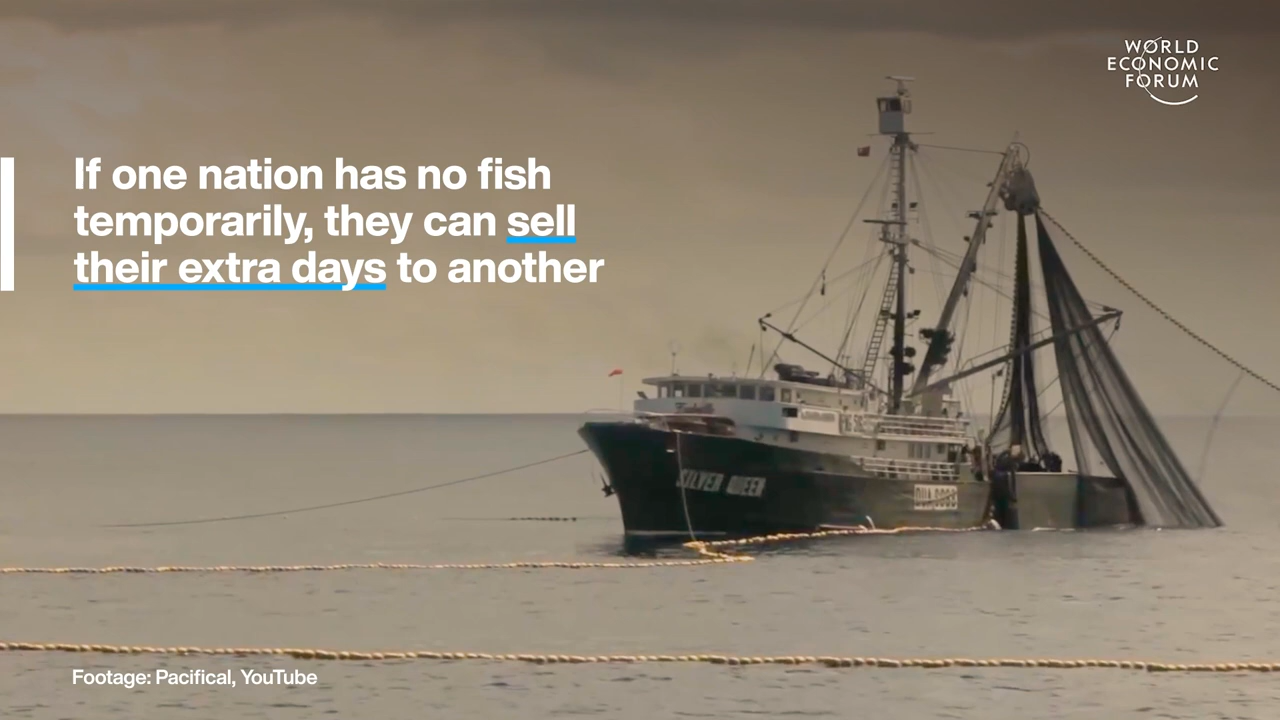 WORLD
ECONOMIC
FORUM
If one nation has no fish
temporarily, they can sell
their extra days to another
SILVER QUEEN
Footage: Pacifical, YouTube